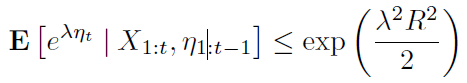 E [e^{λη_t} | X_{1:t}, η_{1:t−1}] ≤ exp (λ²R² / 2)